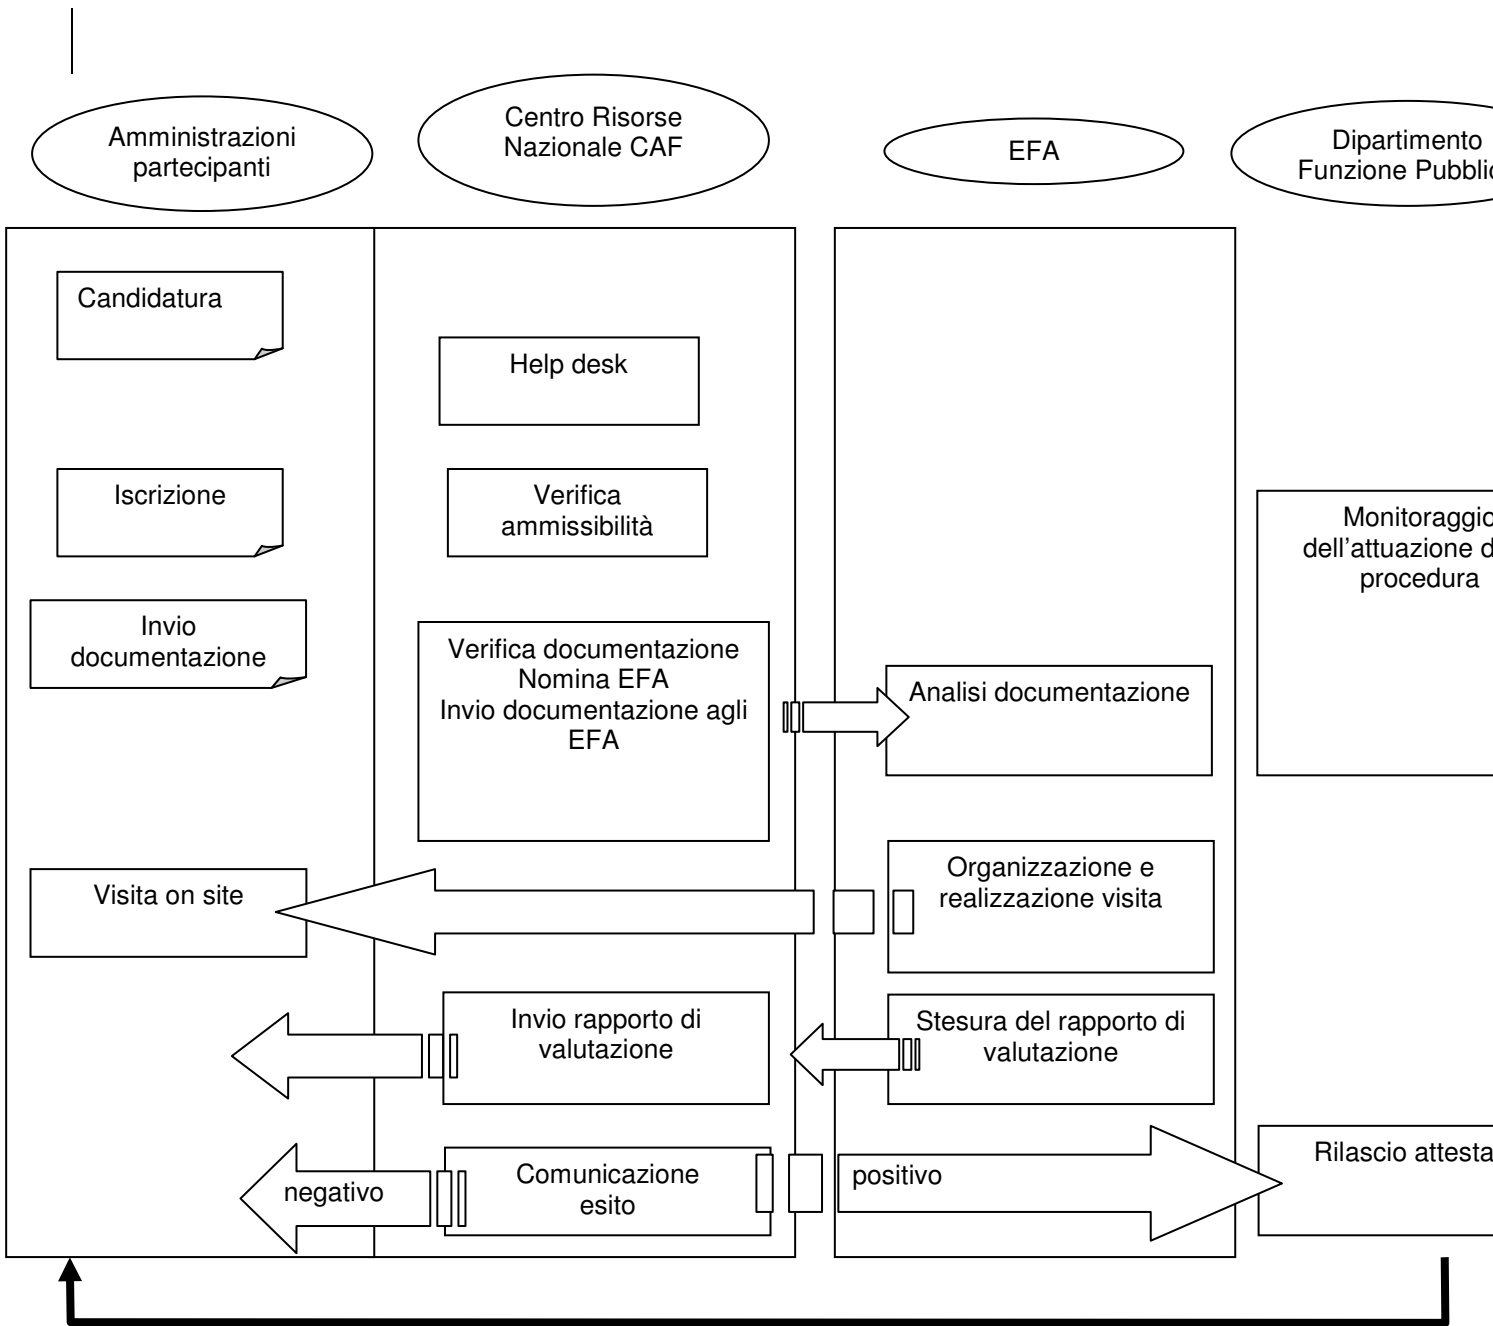 Amministrazioni
partecipanti
Centro Risorse
Nazionale CAF
EFA
Dipartimento
Funzione
Candidatura
Help desk
Iscrizione
Verifica
ammissibilità
Monitoraggio
dell'attuazione
procedura
Invio
documentazione
Verifica documentazione
Nomina EFA
Invio documentazione agli
EFA
Analisi documentazione
Visita on site
Organizzazione e
realizzazione visita
Invio rapporto di
valutazione
Stesura del rapporto di
valutazione
negativo
Comunicazione
esito
positivo
Rilascio